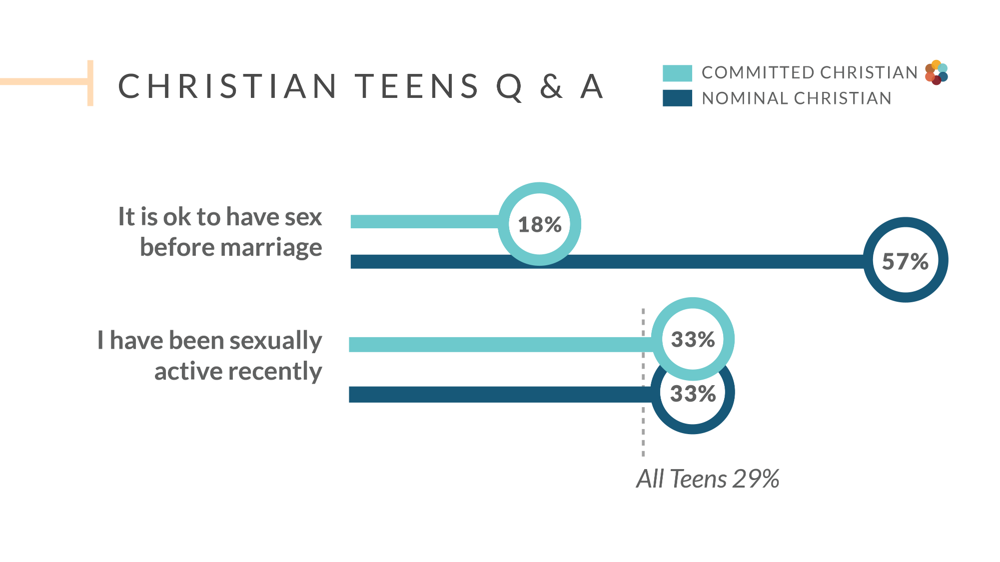 CHRISTIAN TEENS Q & A
COMMITTED CHRISTIAN
NOMINAL CHRISTIAN
It is ok to have sex
before marriage
18%
57%
I have been sexually
active recently
33%
33%
All Teens 29%